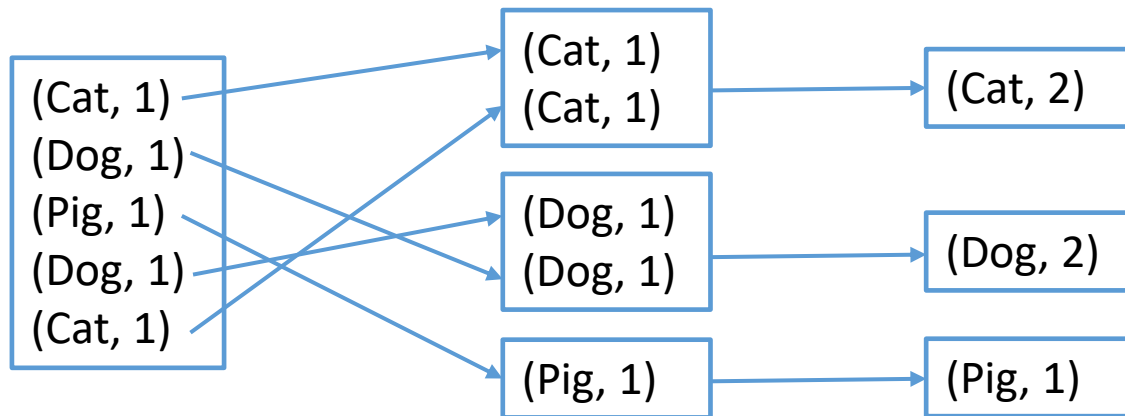 (Cat, 1)
(Dog, 1)
(Pig, 1)
(Dog, 1)
(Cat, 1)
(Cat, 1)
(Cat, 1)
(Dog, 1)
(Dog, 1)
(Pig, 1)
(Cat, 2)
(Dog, 2)
(Pig, 1)